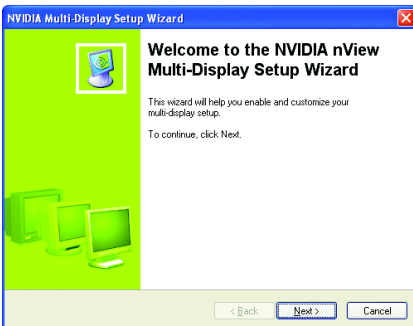 NVIDIA Multi-Display Setup Wizard
Welcome to the NVIDIA nView
Multi-Display Setup Wizard
This wizard will help you enable and customize your
multi-display setup.
To continue, click Next.
< Back
Next >
Cancel